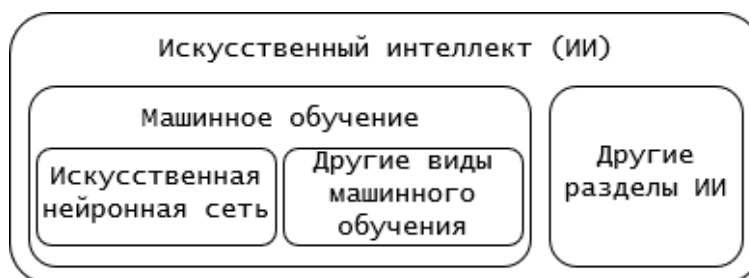 Искусственный интеллект (ИИ)
Машинное обучение
Искусственная
нейронная сеть
Другие виды
машинного
обучения
Другие
разделы ИИ